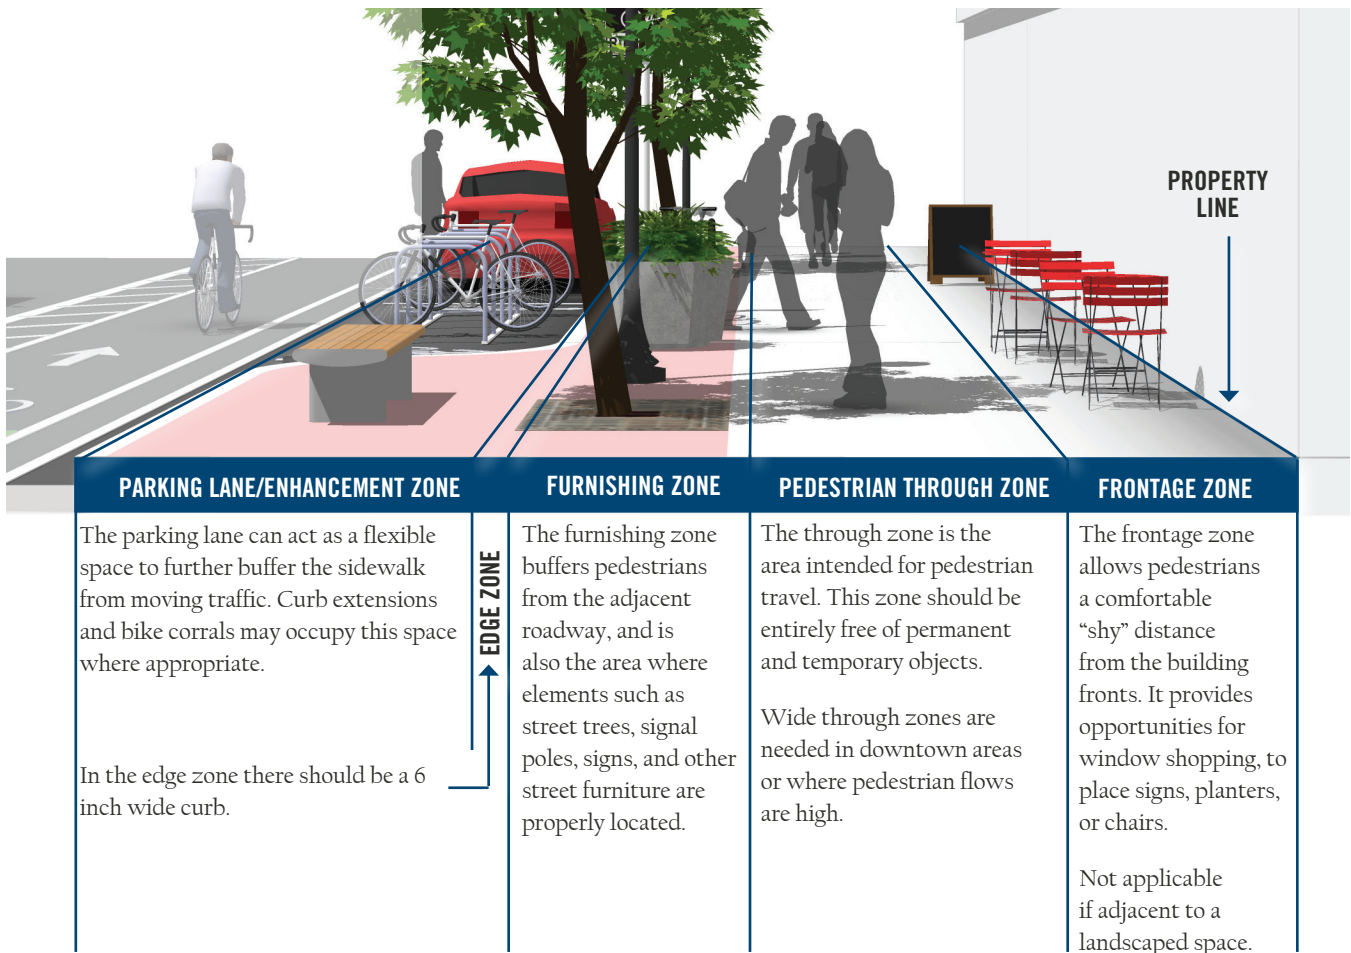 PROPERTY
LINE
PARKING LANE/ENHANCEMENT ZONE
The parking lane can act as a flexible
space to further buffer the sidewalk
from moving traffic. Curb extensions
and bike corrals may occupy this space
where appropriate.
In the edge zone there should be a 6
inch wide curb.
EDGE ZONE
FURNISHING ZONE
The furnishing zone
buffers pedestrians
from the adjacent
roadway, and is
also the area where
elements such as
street trees, signal
poles, signs, and other
street furniture are
properly located.
PEDESTRIAN THROUGH ZONE
The through zone is the
area intended for pedestrian
travel. This zone should be
entirely free of permanent
and temporary objects.
Wide through zones are
needed in downtown areas
or where pedestrian flows
are high.
FRONTAGE ZONE
The frontage zone
allows pedestrians
a comfortable
“shy” distance
from the building
fronts. It provides
opportunities for
window shopping, to
place signs, planters,
or chairs.
Not applicable
if adjacent to a
landscaped space.